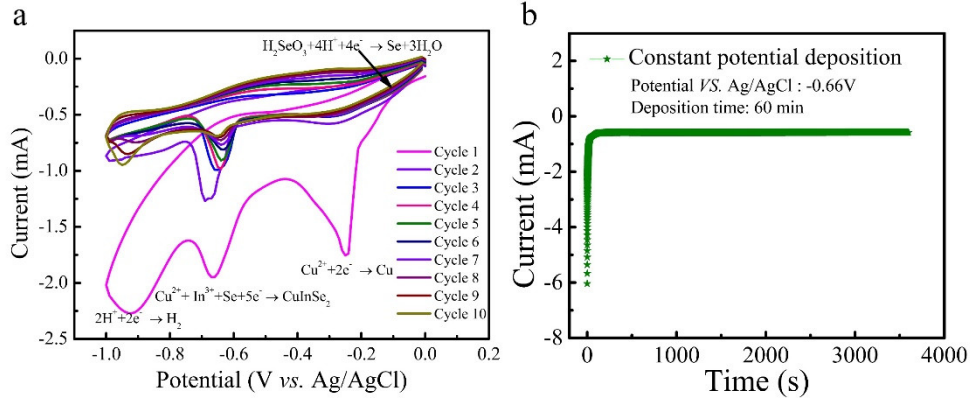 a
H₂SeO₃+4H⁺+4e⁻ → Se+3H₂O
0.0
-0.5
-1.0
-1.5
-2.0
-2.5
Current (mA)
Cycle 1
Cycle 2
Cycle 3
Cycle 4
Cycle 5
Cycle 6
Cycle 7
Cycle 8
Cycle 9
Cycle 10
Cu²⁺+2e⁻ → Cu
Cu²⁺+ In³⁺+Se+5e⁻ → CuInSe₂
2H⁺+2e⁻ → H₂
-1.0 -0.8 -0.6 -0.4 -0.2 0.0 0.2
Potential (V vs. Ag/AgCl)
b
Constant potential deposition
Potential VS. Ag/AgCl : -0.66V
Deposition time: 60 min
2
0
-2
-4
-6
-8
Current (mA)
0 1000 2000 3000 4000
Time (s)